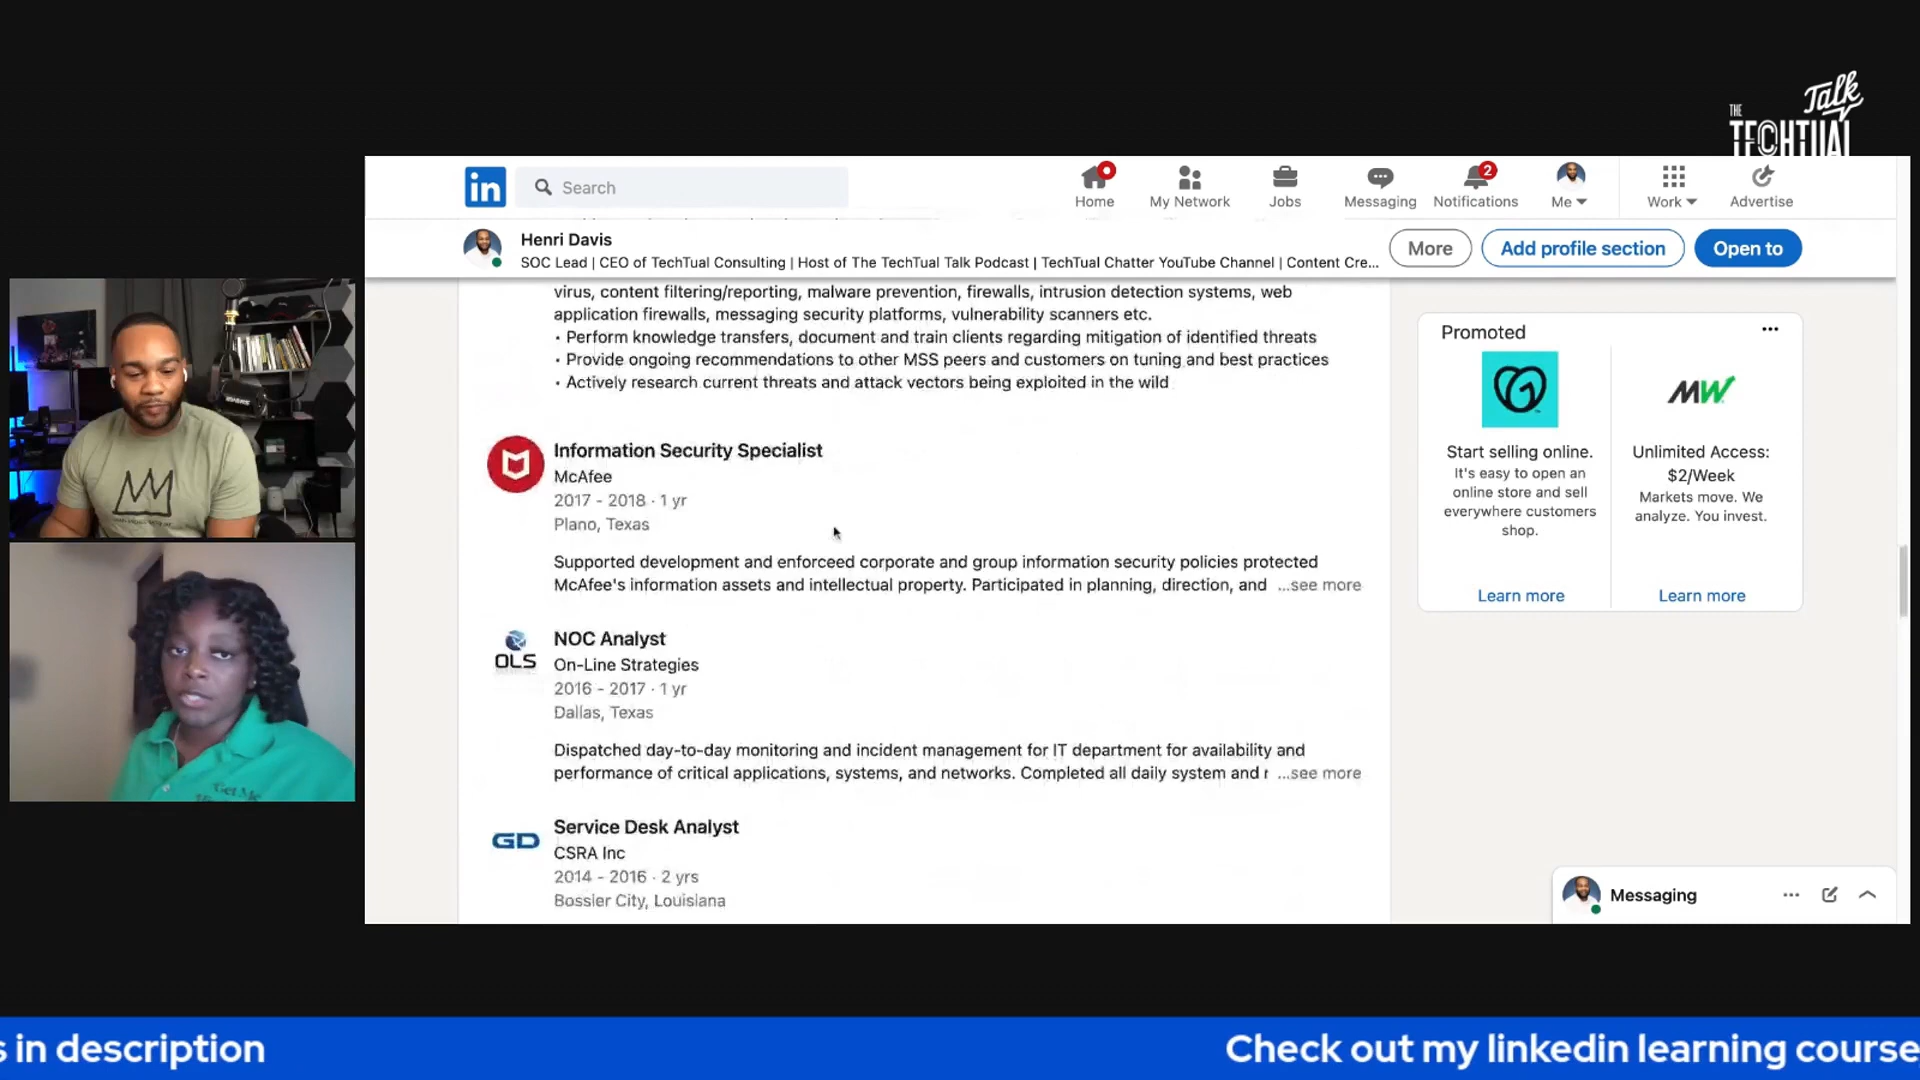 THE
TECHTUAL
Talk
in
Search
Home
My Network
Jobs
Messaging
2
Notifications
Me
Work
Advertise
Henri Davis
SOC Lead | CEO of TechTual Consulting | Host of The TechTual Talk Podcast | TechTual Chatter YouTube Channel | Content Cre...
More
Add profile section
Open to
virus, content filtering/reporting, malware prevention, firewalls, intrusion detection systems, web
application firewalls, messaging security platforms, vulnerability scanners etc.
• Perform knowledge transfers, document and train clients regarding mitigation of identified threats
• Provide ongoing recommendations to other MSS peers and customers on tuning and best practices
• Actively research current threats and attack vectors being exploited in the wild
Information Security Specialist
McAfee
2017 - 2018 · 1 yr
Plano, Texas
Supported development and enforceed corporate and group information security policies protected
McAfee's information assets and intellectual property. Participated in planning, direction, and ...see more
OLS
NOC Analyst
On-Line Strategies
2016 - 2017 · 1 yr
Dallas, Texas
Dispatched day-to-day monitoring and incident management for IT department for availability and
performance of critical applications, systems, and networks. Completed all daily system and r ...see more
GD
Service Desk Analyst
CSRA Inc
2014 - 2016 · 2 yrs
Bossier City, Louisiana
Promoted
Start selling online.
It's easy to open an
online store and sell
everywhere customers
shop.
Learn more
MW
Unlimited Access:
$2/Week
Markets move. We
analyze. You invest.
Learn more
Messaging
Get Me
s in description
Check out my linkedin learning course